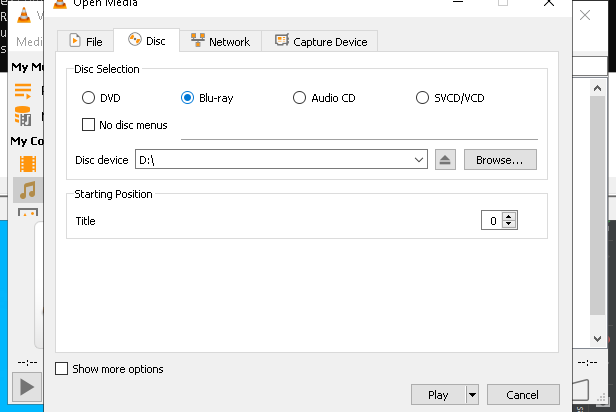 Open Media
Medi
File
Disc
Network
Capture Device
My M
Disc Selection
DVD
Blu-ray
Audio CD
SVCD/VCD
No disc menus
My Co
Disc device
D:\
Browse...
Starting Position
Title
0
--:--
--:--
Show more options
Play
Cancel